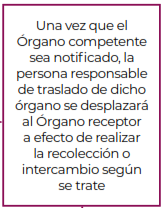 Una vez que el
Órgano competente
sea notificado, la
persona responsable
de traslado de dicho
órgano se desplazará
al Órgano receptor
a efecto de realizar
la recolección o
intercambio según
se trate